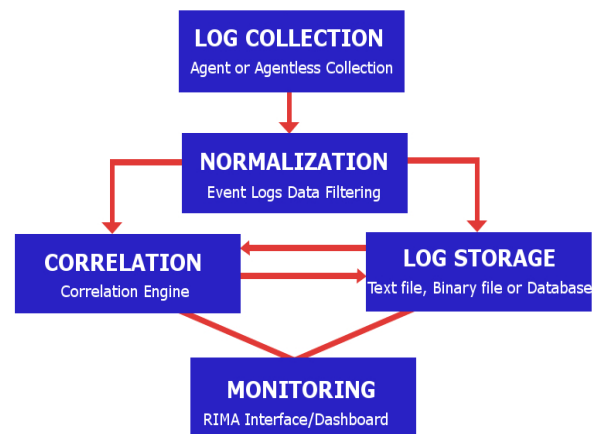 LOG COLLECTION
Agent or Agentless Collection
NORMALIZATION
Event Logs Data Filtering
CORRELATION
Correlation Engine
LOG STORAGE
Text file, Binary file or Database
MONITORING
RIMA Interface/Dashboard